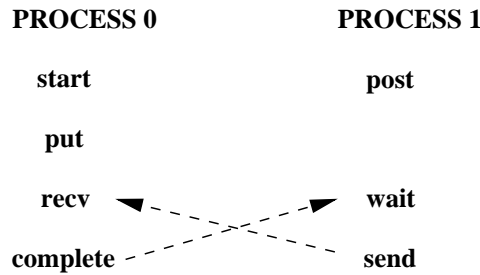 PROCESS 0 PROCESS 1
start post
put
recv wait
complete send